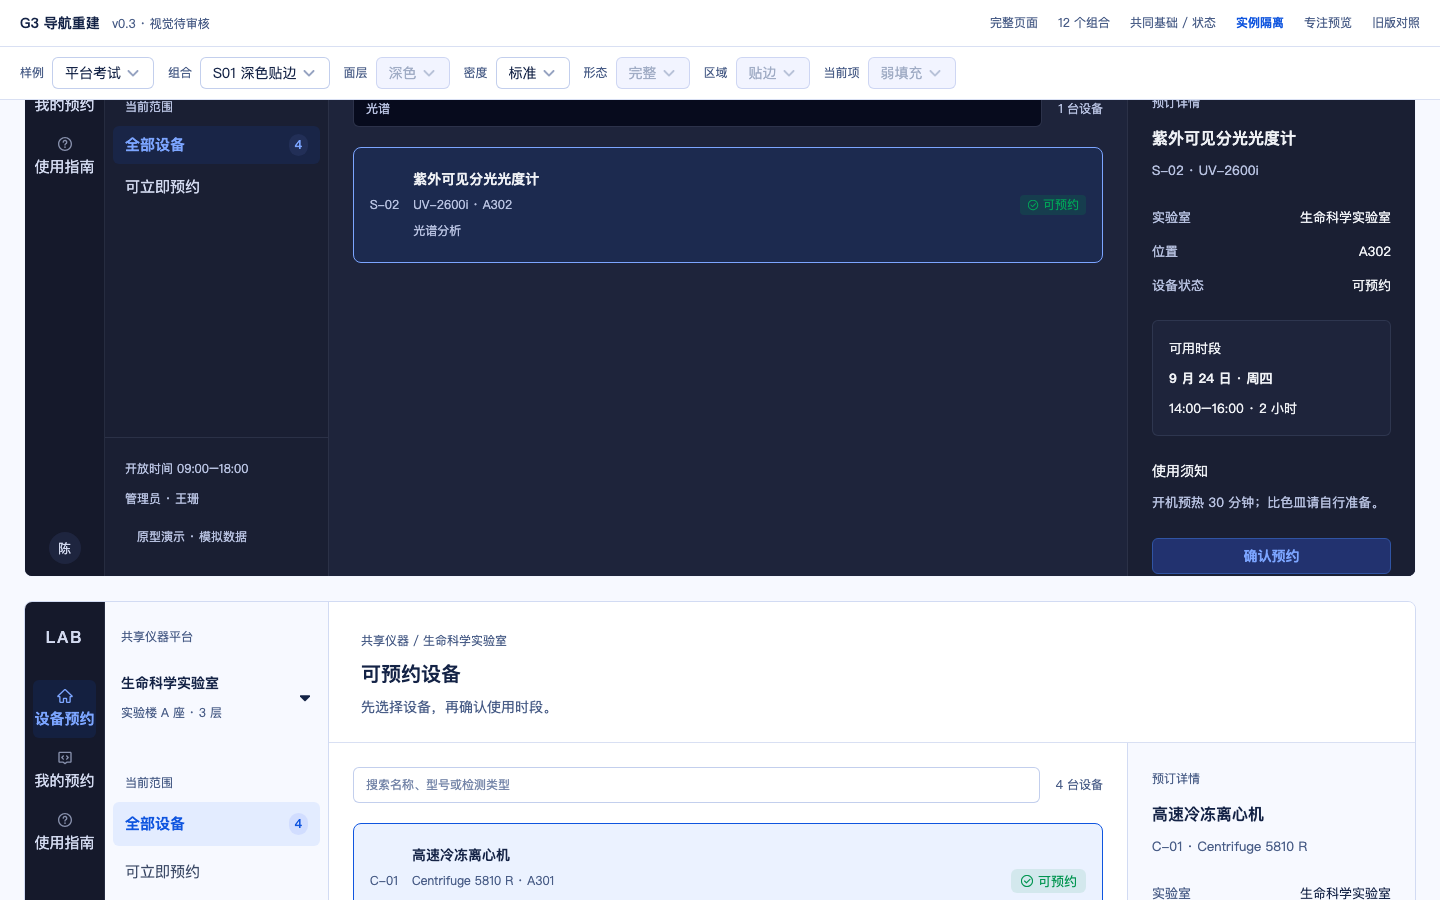 G3 导航重建 v0.3 · 视觉待审核
完整页面 12 个组合 共同基础 / 状态 实例隔离 专注预览 旧版对照
样例 平台考试 组合 S01 深色贴边 面层 深色 密度 标准 形态 完整 区域 贴边 当前项 弱填充
我的预约
使用指南
陈
当前范围
全部设备 4
可立即预约
开放时间 09:00—18:00
管理员 · 王珊
原型演示 · 模拟数据
光谱 1 台设备
紫外可见分光光度计
S-02 UV-2600i · A302 可预约
光谱分析
预订详情
紫外可见分光光度计
S-02 · UV-2600i
实验室 生命科学实验室
位置 A302
设备状态 可预约
可用时段
9 月 24 日 · 周四
14:00—16:00 · 2 小时
使用须知
开机预热 30 分钟；比色皿请自行准备。
确认预约
LAB
设备预约
我的预约
使用指南
共享仪器平台
生命科学实验室
实验楼 A 座 · 3 层
当前范围
全部设备 4
可立即预约
共享仪器 / 生命科学实验室
可预约设备
先选择设备，再确认使用时段。
搜索名称、型号或检测类型 4 台设备
高速冷冻离心机
C-01 Centrifuge 5810 R · A301 可预约
预订详情
高速冷冻离心机
C-01 · Centrifuge 5810 R
实验室 生命科学实验室